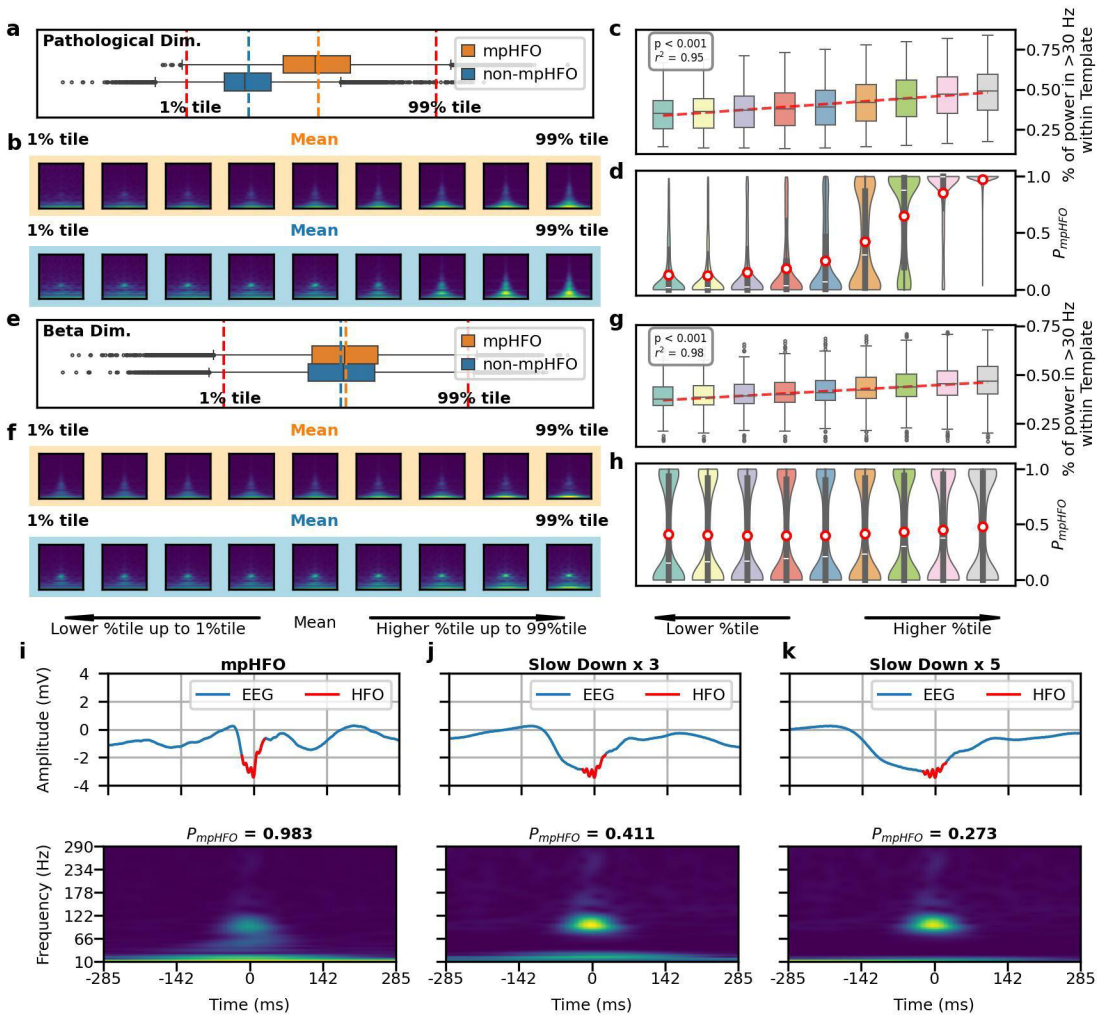 a
Pathological Dim.
mpHFO
non-mpHFO
1% tile
99% tile
b
1% tile
Mean
99% tile
1% tile
Mean
99% tile
c
p < 0.001
r² = 0.95
0.75
0.50
0.25
% of power in >30 Hz
within Template
d
1.0
0.5
0.0
P_mpHFO
e
Beta Dim.
mpHFO
non-mpHFO
1% tile
99% tile
f
1% tile
Mean
99% tile
1% tile
Mean
99% tile
g
p < 0.001
r² = 0.98
0.75
0.50
0.25
% of power in >30 Hz
within Template
h
1.0
0.5
0.0
P_mpHFO
Lower %tile up to 1%tile
Mean
Higher %tile up to 99%tile
Lower %tile
Higher %tile
i
mpHFO
EEG
HFO
4
2
0
-2
-4
Amplitude (mV)
j
Slow Down x 3
EEG
HFO
k
Slow Down x 5
EEG
HFO
P_mpHFO = 0.983
290
234
178
122
66
10
Frequency (Hz)
-285
-142
0
142
285
Time (ms)
P_mpHFO = 0.411
-285
-142
0
142
285
Time (ms)
P_mpHFO = 0.273
-285
-142
0
142
285
Time (ms)